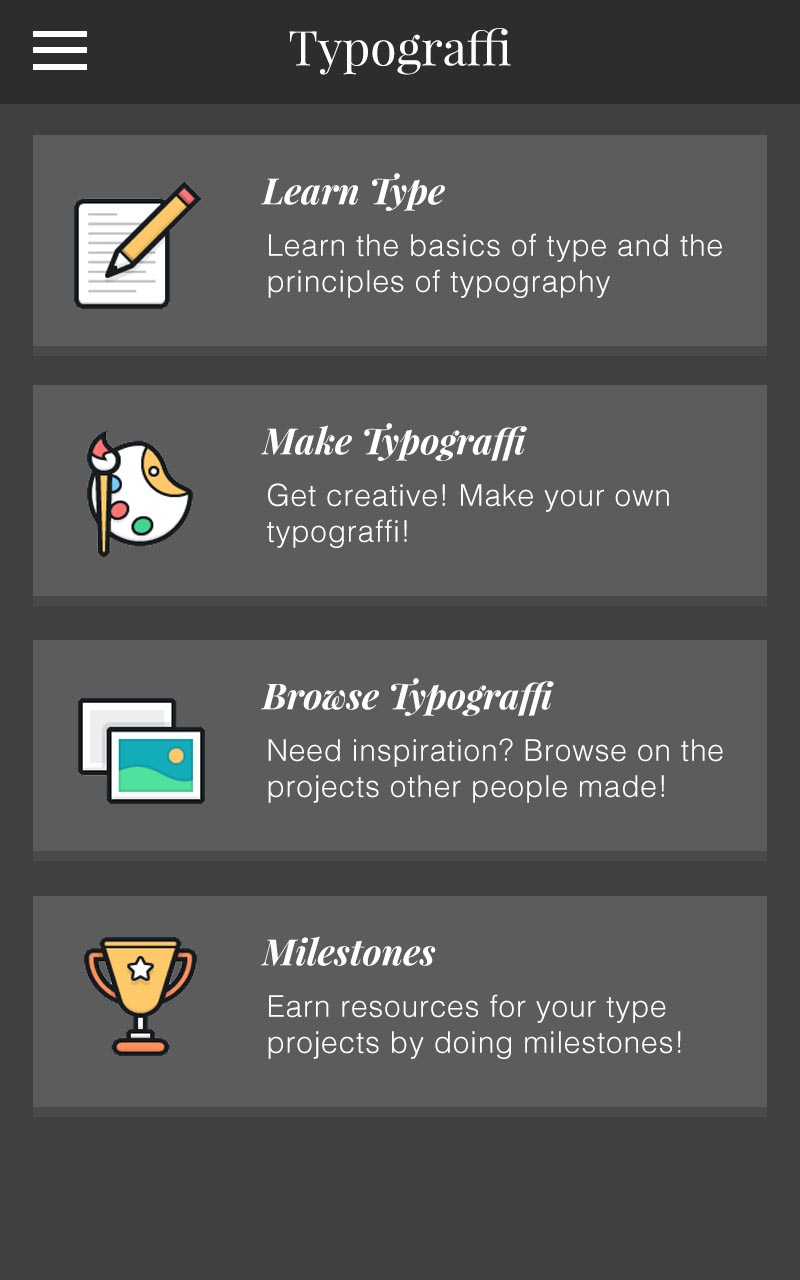 Typograffi
Learn Type
Learn the basics of type and the
principles of typography
Make Typograffi
Get creative! Make your own
typograffi!
Browse Typograffi
Need inspiration? Browse on the
projects other people made!
Milestones
Earn resources for your type
projects by doing milestones!